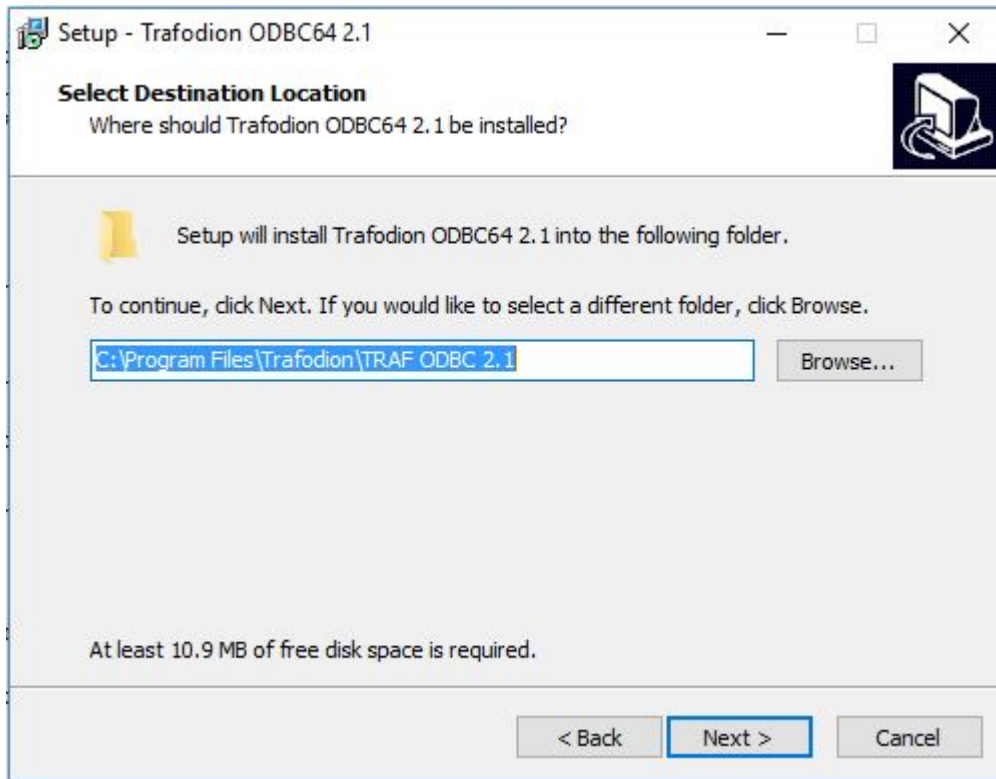 Setup - Trafodion ODBC64 2.1
Select Destination Location
Where should Trafodion ODBC64 2.1 be installed?
Setup will install Trafodion ODBC64 2.1 into the following folder.
To continue, click Next. If you would like to select a different folder, click Browse.
C:\Program Files\Trafodion\TRAF ODBC 2.1
Browse...
At least 10.9 MB of free disk space is required.
< Back
Next >
Cancel